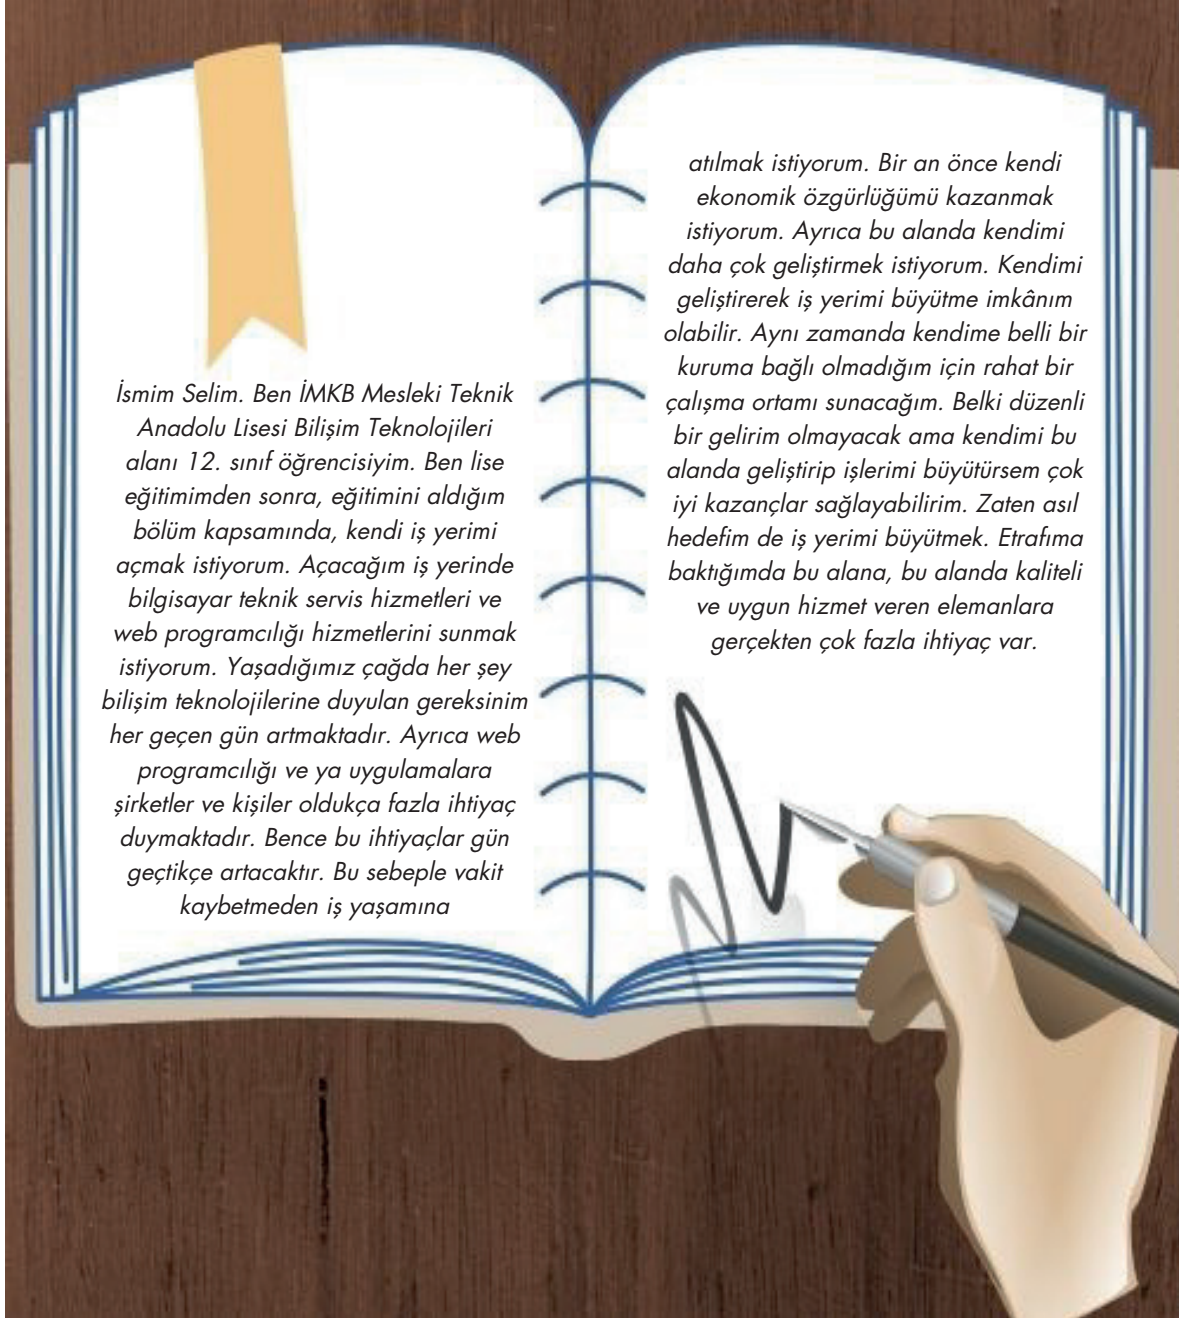 İsmim Selim. Ben İMKB Mesleki Teknik
Anadolu Lisesi Bilişim Teknolojileri
alanı 12. sınıf öğrencisiyim. Ben lise
eğitimimden sonra, eğitimini aldığım
bölüm kapsamında, kendi iş yerimi
açmak istiyorum. Açacağım iş yerinde
bilgisayar teknik servis hizmetleri ve
web programcılığı hizmetlerini sunmak
istiyorum. Yaşadığımız çağda her şey
bilişim teknolojilerine duyulan gereksinim
her geçen gün artmaktadır. Ayrıca web
programcılığı ve ya uygulamalara
şirketler ve kişiler oldukça fazla ihtiyaç
duymaktadır. Bence bu ihtiyaçlar gün
geçtikçe artacaktır. Bu sebeple vakit
kaybetmeden iş yaşamına
atılmak istiyorum. Bir an önce kendi
ekonomik özgürlüğümü kazanmak
istiyorum. Ayrıca bu alanda kendimi
daha çok geliştirmek istiyorum. Kendimi
geliştirerek iş yerimi büyütme imkânım
olabilir. Aynı zamanda kendime belli bir
kuruma bağlı olmadığım için rahat bir
çalışma ortamı sunacağım. Belki düzenli
bir gelirim olmayacak ama kendimi bu
alanda geliştirip işlerimi büyütürsem çok
iyi kazançlar sağlayabilirim. Zaten asıl
hedefim de iş yerimi büyütmek. Etrafıma
baktığımda bu alana, bu alanda kaliteli
ve uygun hizmet veren elemanlara
gerçekten çok fazla ihtiyaç var.